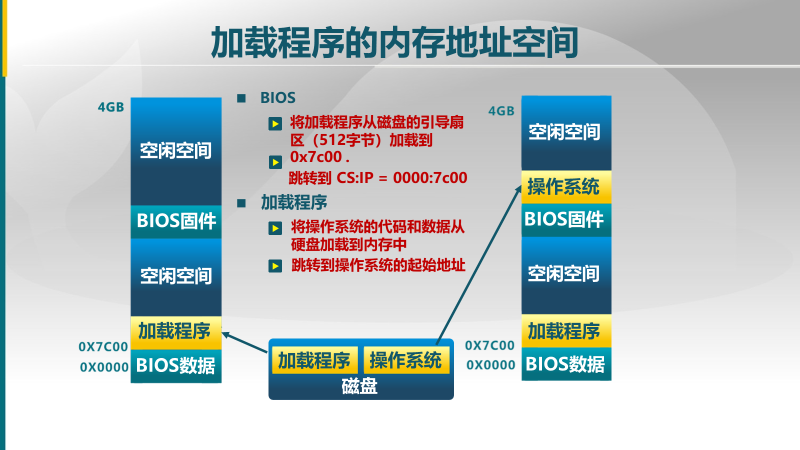 加载程序的内存地址空间
4GB
空闲空间
BIOS固件
空闲空间
加载程序
0X7C00
0X0000
BIOS数据
BIOS
将加载程序从磁盘的引导扇
区（512字节）加载到
0x7c00 .
跳转到 CS:IP = 0000:7c00
加载程序
将操作系统的代码和数据从
硬盘加载到内存中
跳转到操作系统的起始地址
加载程序
操作系统
磁盘
4GB
空闲空间
操作系统
BIOS固件
空闲空间
加载程序
0X7C00
0X0000
BIOS数据